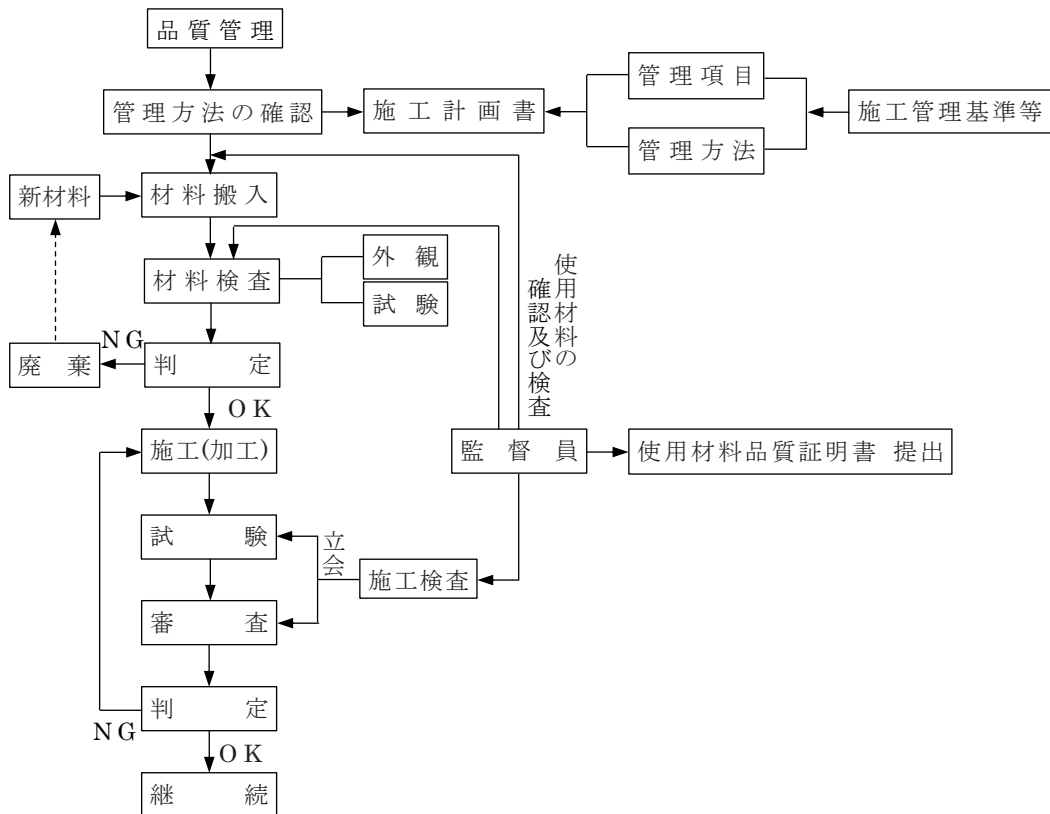 品質管理
管理方法の確認
施工計画書
管理項目
管理方法
施工管理基準等
新材料
材料搬入
材料検査
外観
試験
使用材料の
確認及び検査
NG
廃棄
判定
OK
施工(加工)
監督員
使用材料品質証明書 提出
試験
立会
施工検査
審査
判定
NG
OK
継続